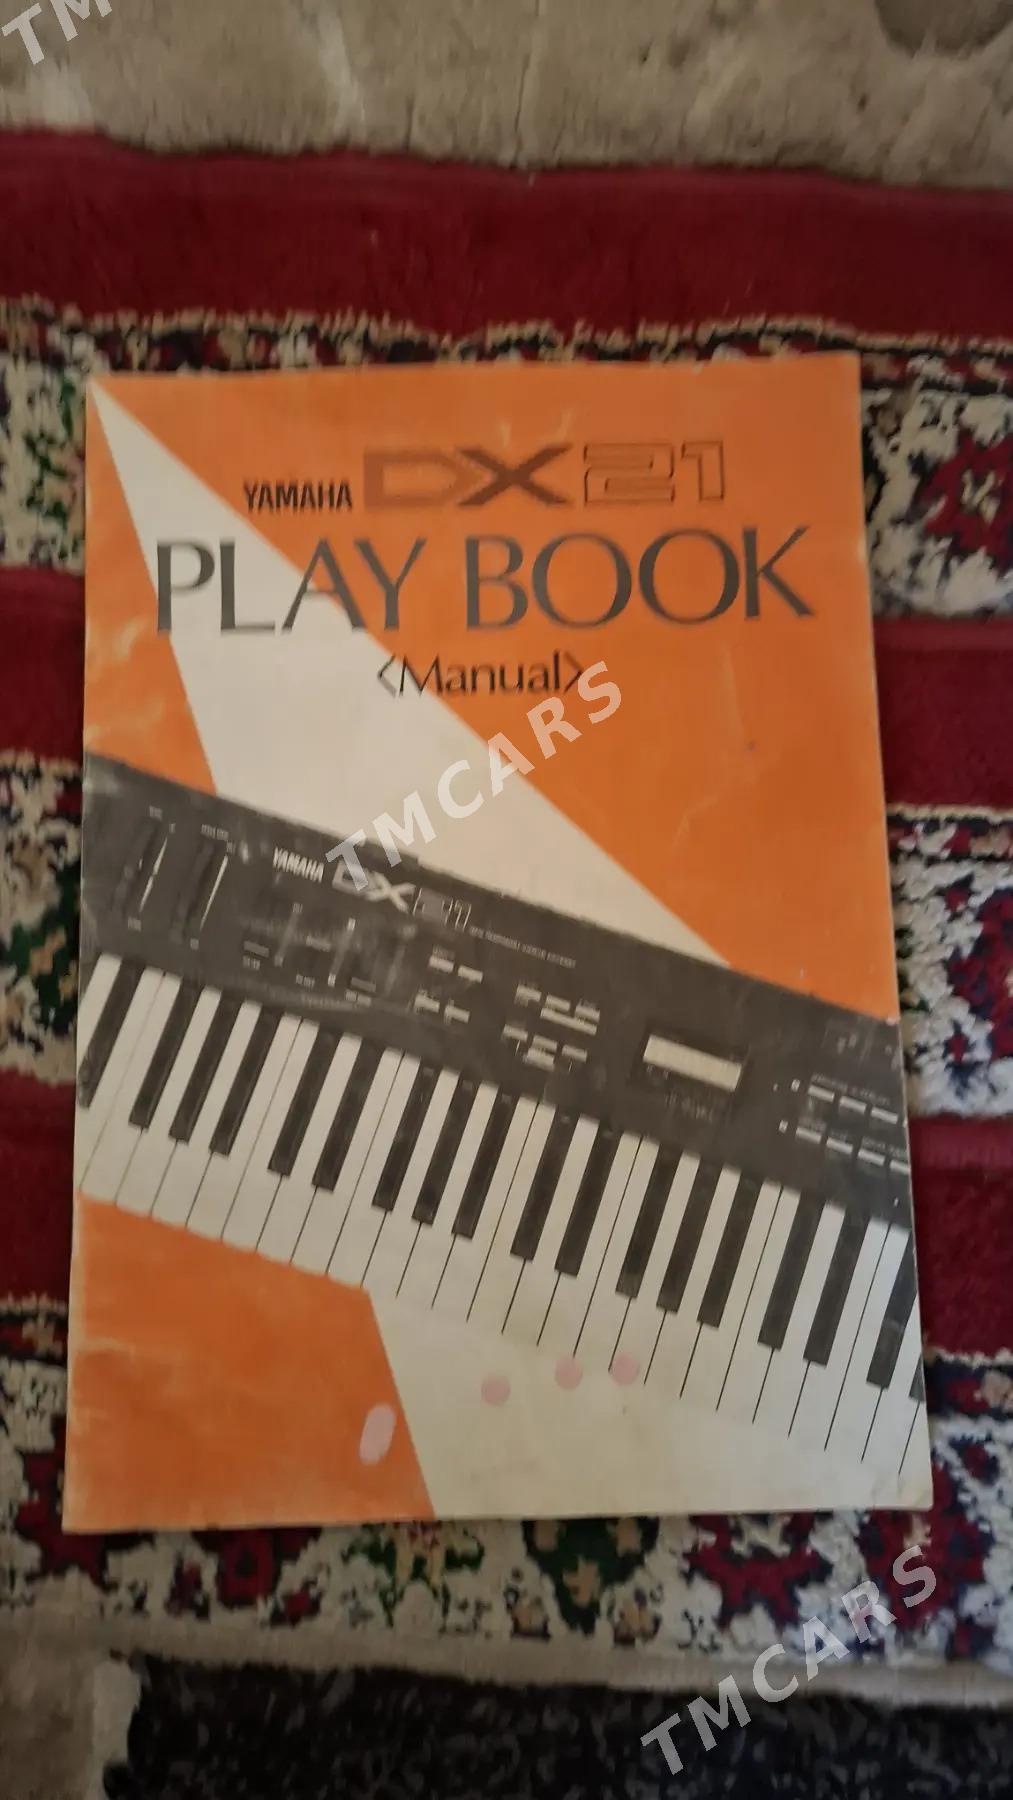 TM
YAMAHA DX21
PLAY BOOK
<Manual>
TMCARS
YAMAHA DX21
TMCARS